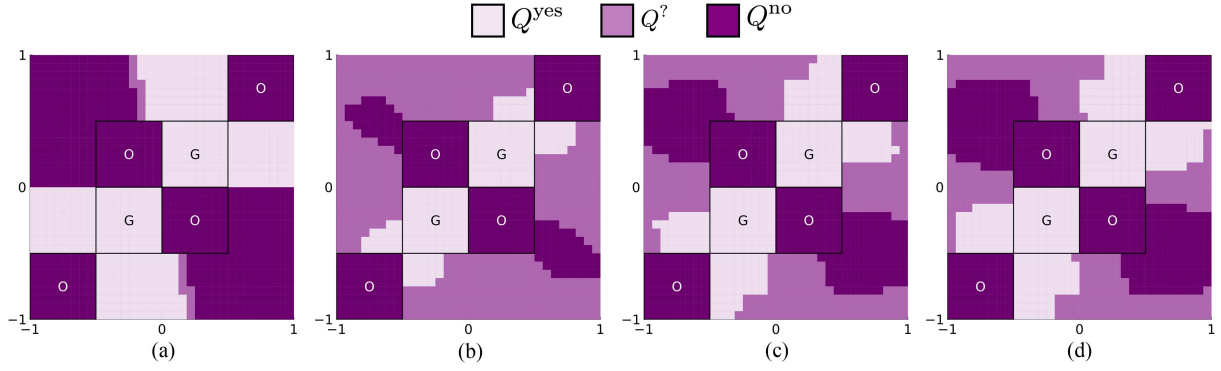 Q^yes Q^? Q^no
1 1 1 1
O O O O
O G O G O G O G
0 0 0 0
G O G O G O G O
O O O O
−1 −1 −1 −1
−1 0 1 −1 0 1 −1 0 1 −1 0 1
(a) (b) (c) (d)